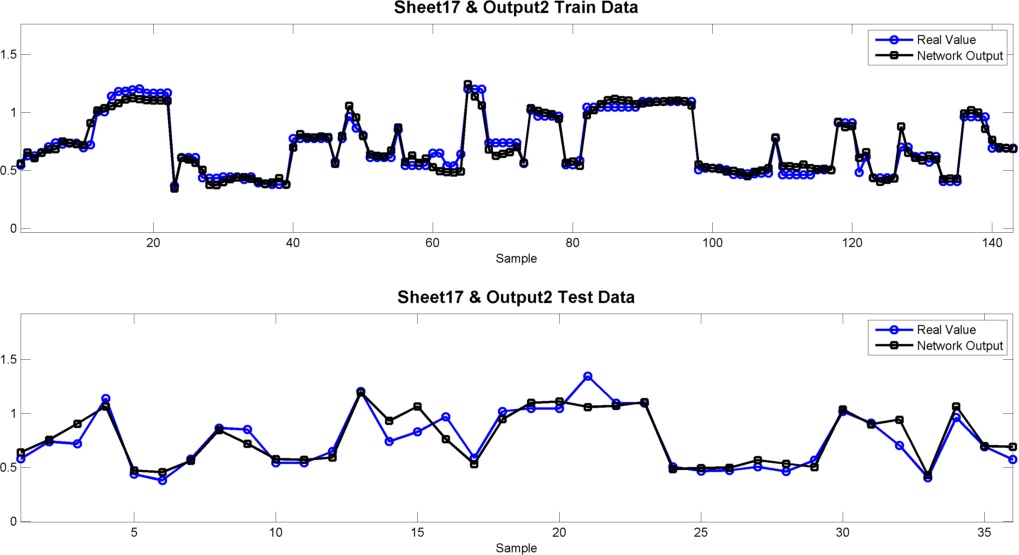 Sheet17 & Output2 Train Data
Real Value
Network Output
1.5
1
0.5
0
20
40
60
80
100
120
140
Sample
Sheet17 & Output2 Test Data
Real Value
Network Output
1.5
1
0.5
0
5
10
15
20
25
30
35
Sample